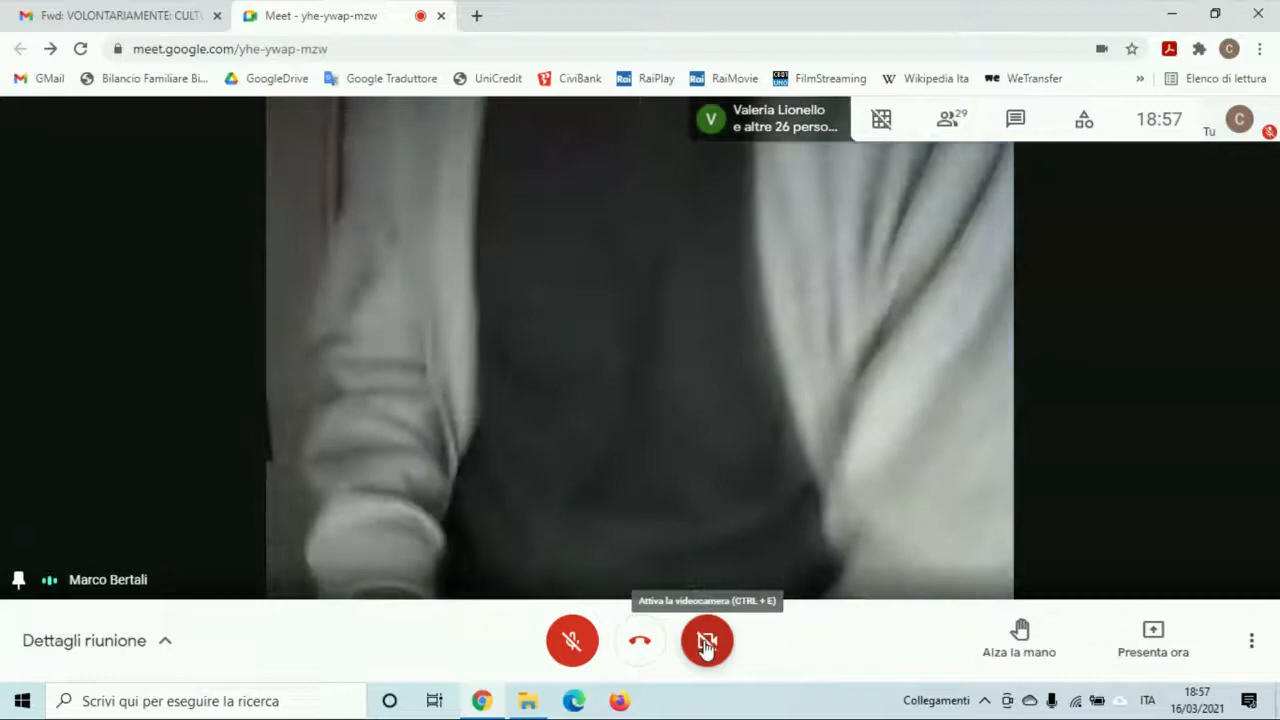 Fwd: VOLONTARIAMENTE: CULT
Meet - yhe-ywap-mzw
meet.google.com/yhe-ywap-mzw
C
GMail
Bilancio Familiare Bi...
GoogleDrive
Google Traduttore
UniCredit
CiviBank
Rai RaiPlay
Rai RaiMovie
FilmStreaming
W Wikipedia Ita
we WeTransfer
»
Elenco di lettura
V
Valeria Lionello
e altre 26 perso...
29
18:57
Tu
C
Marco Bertali
Attiva la videocamera (CTRL + E)
Dettagli riunione
Alza la mano
Presenta ora
Scrivi qui per eseguire la ricerca
Collegamenti
ITA
18:57
16/03/2021